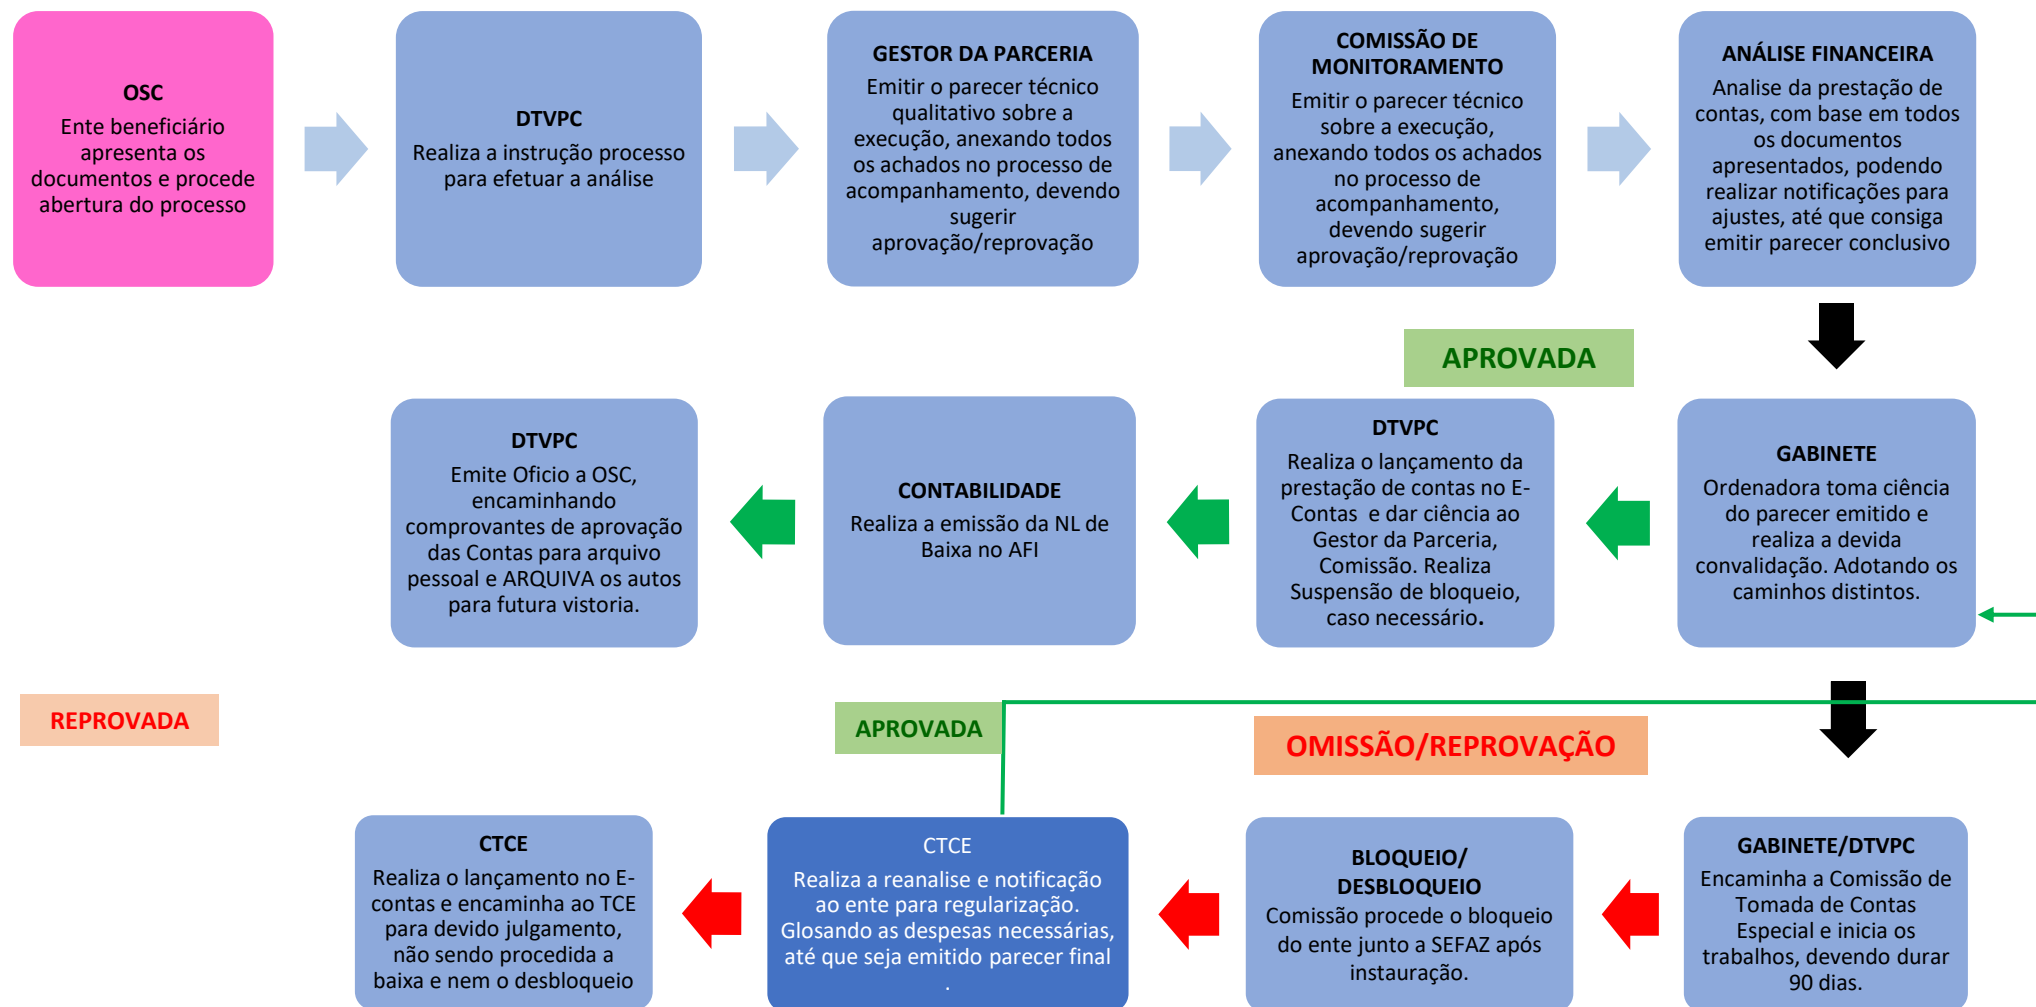 OSC
Ente beneficiário
apresenta os
documentos e procede
abertura do processo
DTVPC
Realiza a instrução processo
para efetuar a análise
GESTOR DA PARCERIA
Emitir o parecer técnico
qualitativo sobre a
execução, anexando todos
os achados no processo de
acompanhamento, devendo
sugerir
aprovação/reprovação
COMISSÃO DE
MONITORAMENTO
Emitir o parecer técnico
sobre a execução,
anexando todos os achados
no processo de
acompanhamento,
devendo sugerir
aprovação/reprovação
ANÁLISE FINANCEIRA
Analise da prestação de
contas, com base em todos
os documentos
apresentados, podendo
realizar notificações para
ajustes, até que consiga
emitir parecer conclusivo
APROVADA
DTVPC
Emite Oficio a OSC,
encaminhando
comprovantes de aprovação
das Contas para arquivo
pessoal e ARQUIVA os autos
para futura vistoria.
CONTABILIDADE
Realiza a emissão da NL de
Baixa no AFI
DTVPC
Realiza o lançamento da
prestação de contas no E-
Contas e dar ciência ao
Gestor da Parceria,
Comissão. Realiza
Suspensão de bloqueio,
caso necessário.
GABINETE
Ordenadora toma ciência
do parecer emitido e
realiza a devida
convalidação. Adotando os
caminhos distintos.
REPROVADA
APROVADA
OMISSÃO/REPROVAÇÃO
CTCE
Realiza o lançamento no E-
contas e encaminha ao TCE
para devido julgamento,
não sendo procedida a
baixa e nem o desbloqueio
CTCE
Realiza a reanalise e notificação
ao ente para regularização.
Glosando as despesas necessárias,
até que seja emitido parecer final
.
BLOQUEIO/
DESBLOQUEIO
Comissão procede o bloqueio
do ente junto a SEFAZ após
instauração.
GABINETE/DTVPC
Encaminha a Comissão de
Tomada de Contas
Especial e inicia os
trabalhos, devendo durar
90 dias.